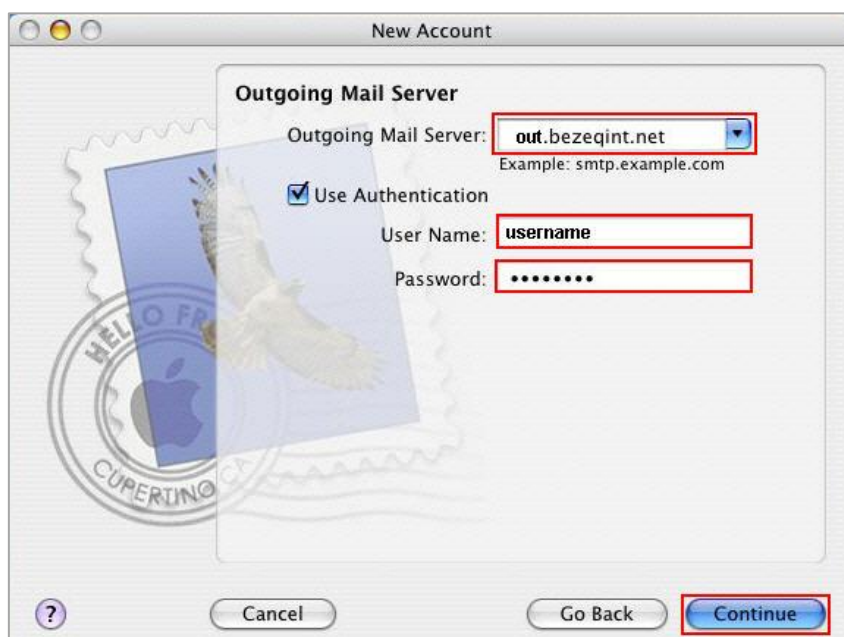 New Account
Outgoing Mail Server
Outgoing Mail Server: out.bezeqint.net
Example: smtp.example.com
Use Authentication
User Name: username
Password: ••••••••
HELLO FR
CUPERTINO CA
? Cancel Go Back Continue